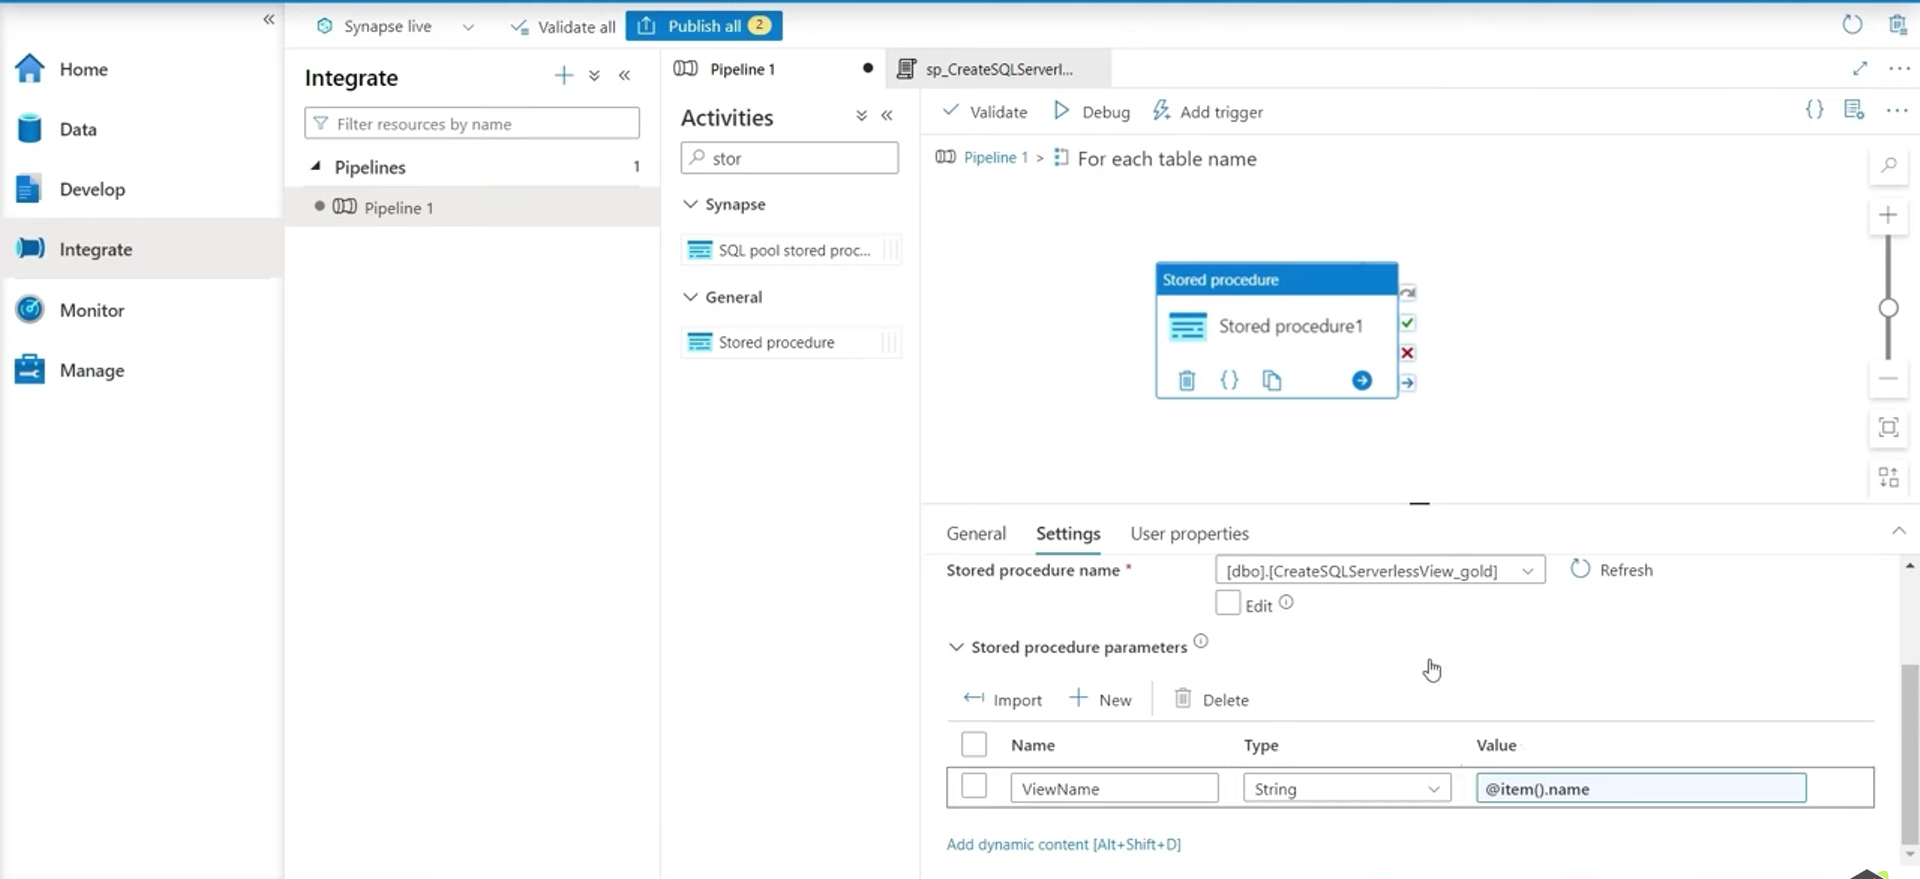 Synapse live
Validate all
Publish all 2
Home
Data
Develop
Integrate
Monitor
Manage
Integrate
Filter resources by name
Pipelines 1
Pipeline 1
Pipeline 1
sp_CreateSQLServerl...
Activities
stor
Synapse
SQL pool stored proc...
General
Stored procedure
Validate
Debug
Add trigger
Pipeline 1 > For each table name
Stored procedure
Stored procedure1
General
Settings
User properties
Stored procedure name *
[dbo].[CreateSQLServerlessView_gold]
Refresh
Edit
Stored procedure parameters
Import
New
Delete
Name Type Value
ViewName String @item().name
Add dynamic content [Alt+Shift+D]